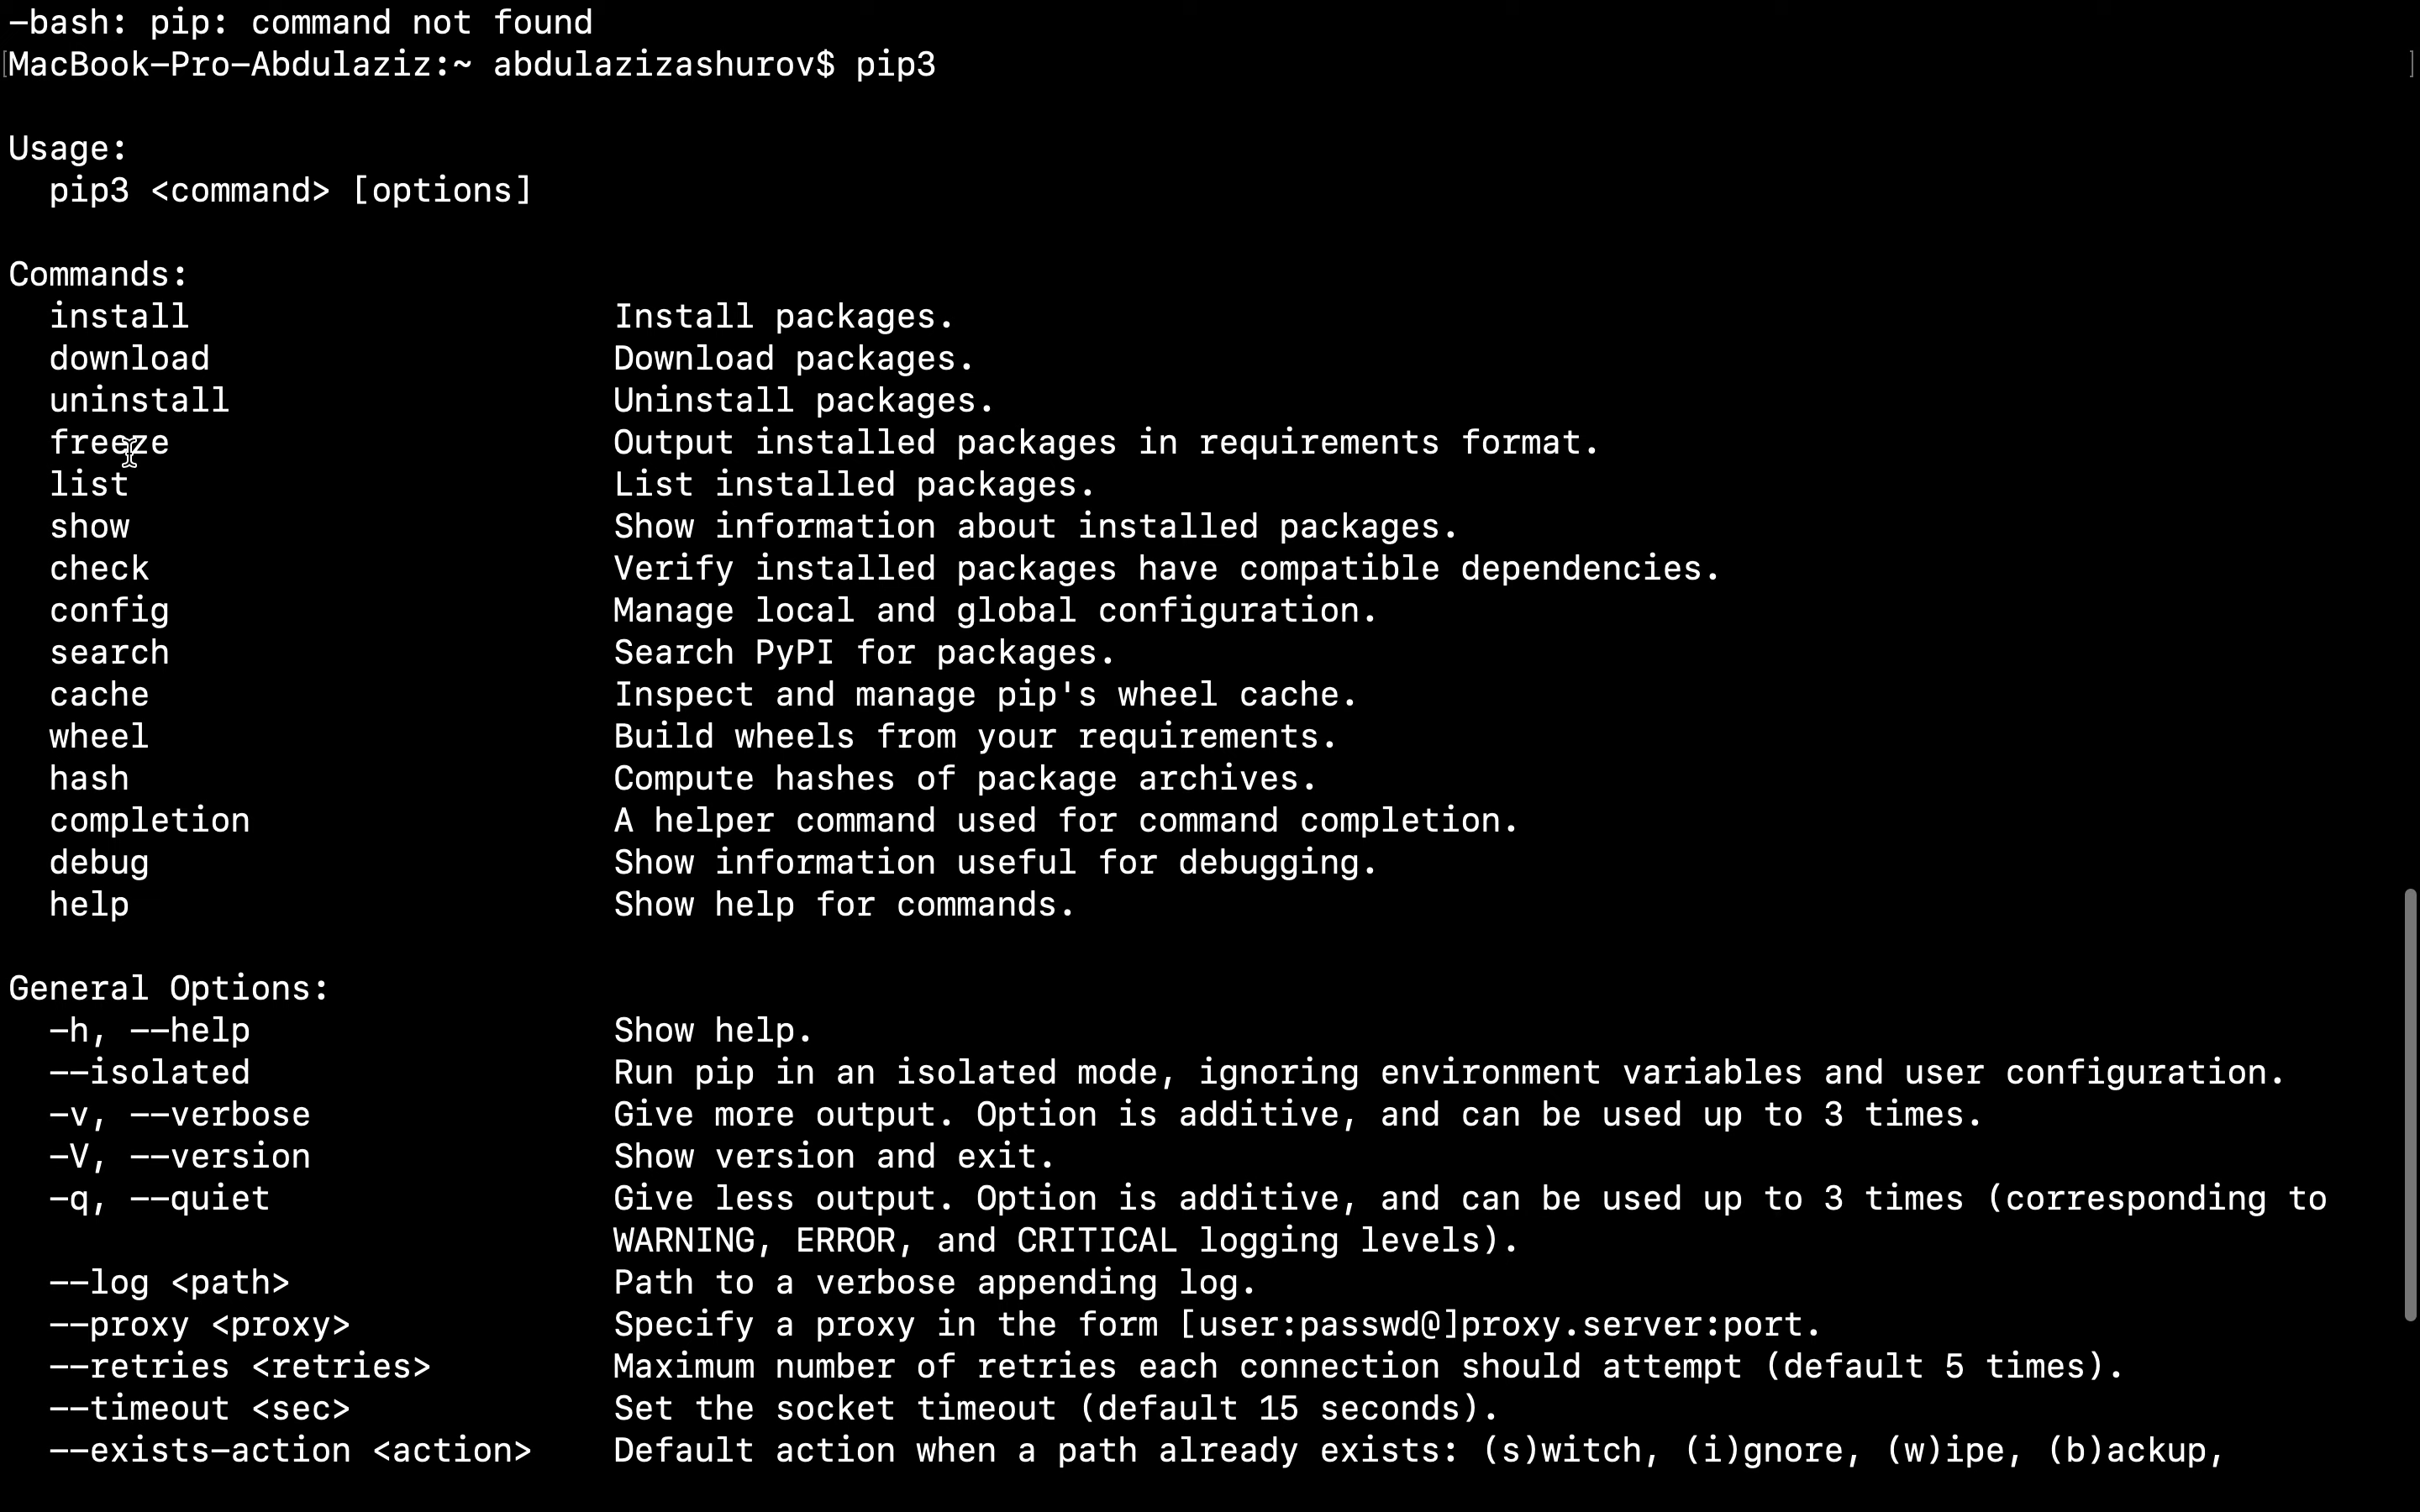 -bash: pip: command not found
[MacBook-Pro-Abdulaziz:~ abdulazizashurov$ pip3 ]
Usage:
pip3 <command> [options]
Commands:
install Install packages.
download Download packages.
uninstall Uninstall packages.
freeze Output installed packages in requirements format.
list List installed packages.
show Show information about installed packages.
check Verify installed packages have compatible dependencies.
config Manage local and global configuration.
search Search PyPI for packages.
cache Inspect and manage pip's wheel cache.
wheel Build wheels from your requirements.
hash Compute hashes of package archives.
completion A helper command used for command completion.
debug Show information useful for debugging.
help Show help for commands.
General Options:
-h, --help Show help.
--isolated Run pip in an isolated mode, ignoring environment variables and user configuration.
-v, --verbose Give more output. Option is additive, and can be used up to 3 times.
-V, --version Show version and exit.
-q, --quiet Give less output. Option is additive, and can be used up to 3 times (corresponding to
WARNING, ERROR, and CRITICAL logging levels).
--log <path> Path to a verbose appending log.
--proxy <proxy> Specify a proxy in the form [user:passwd@]proxy.server:port.
--retries <retries> Maximum number of retries each connection should attempt (default 5 times).
--timeout <sec> Set the socket timeout (default 15 seconds).
--exists-action <action> Default action when a path already exists: (s)witch, (i)gnore, (w)ipe, (b)ackup,